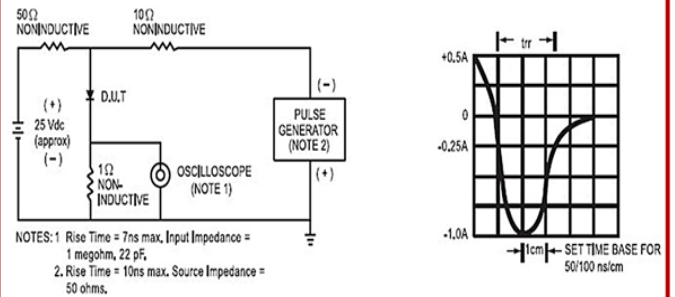 50Ω
NONINDUCTIVE
10Ω
NONINDUCTIVE
(+)
25 Vdc
(approx)
(-)
D.U.T
1Ω
NON-
INDUCTIVE
OSCILLOSCOPE
(NOTE 1)
(-)
PULSE
GENERATOR
(NOTE 2)
(+)
NOTES: 1 Rise Time = 7ns max, Input Impedance =
1 megohm, 22 pF,
2. Rise Time = 10ns max. Source Impedance =
50 ohms.
trr
+0.5A
0
-0.25A
-1.0A
1cm
SET TIME BASE FOR
50/100 ns/cm